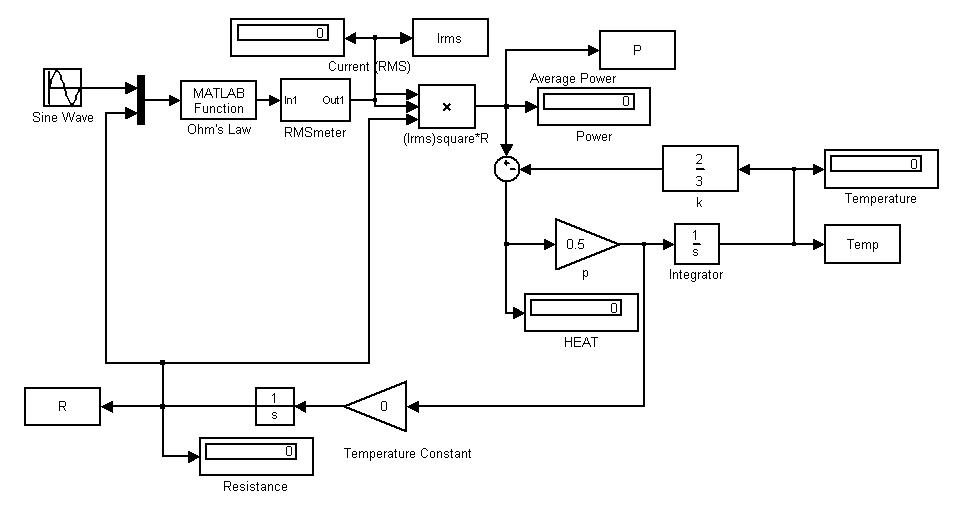 0
Irms
Current (RMS)
P
Average Power
MATLAB
Function
In1
Out1
×
0
Sine Wave
Ohm's Law
RMSmeter
(Irms)square*R
Power
+-
2
3
k
0
Temperature
0.5
p
1
s
Integrator
Temp
0
HEAT
R
1
s
0
Temperature Constant
0
Resistance